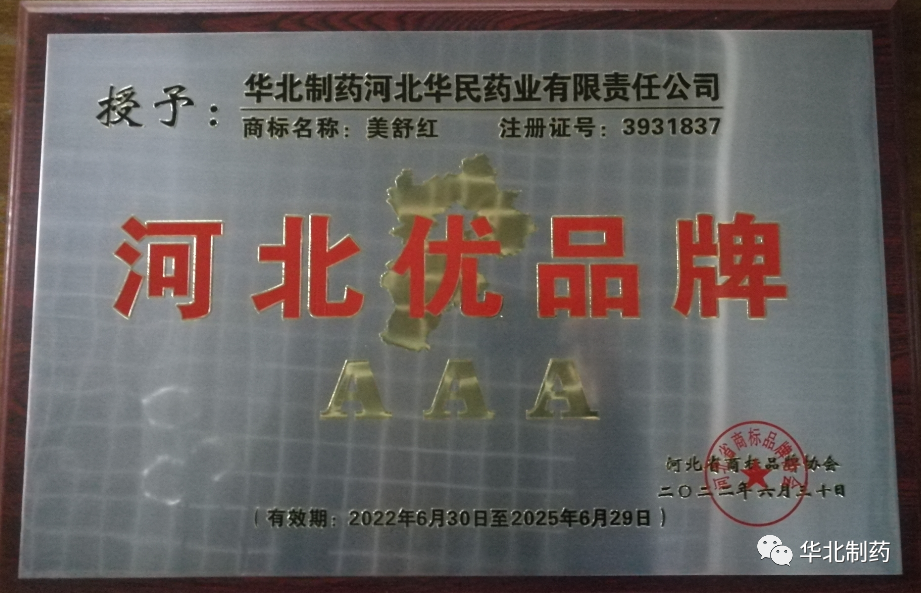 授予：
华北制药河北华民药业有限责任公司
商标名称：美舒红 注册证号：3931837
河北优品牌
AAA
河北省商标品牌协会
二〇二二年六月三十日
（有效期：2022年6月30日至2025年6月29日）
华北制药